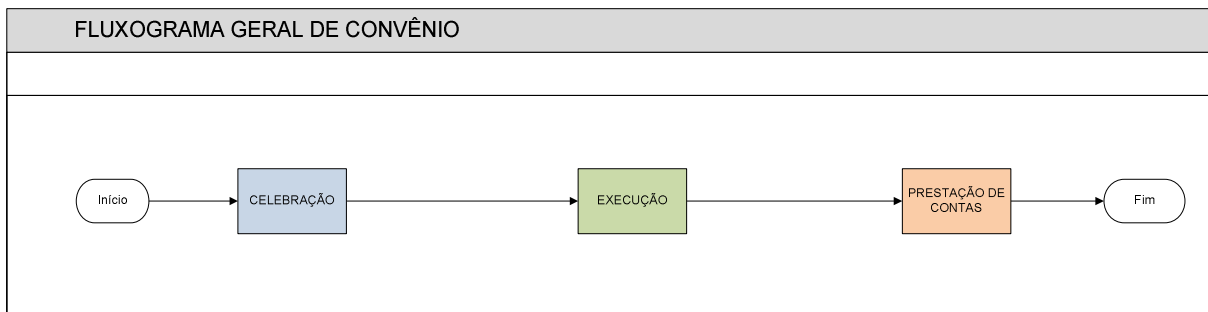 FLUXOGRAMA GERAL DE CONVÊNIO
Início
CELEBRAÇÃO
EXECUÇÃO
PRESTAÇÃO DE
CONTAS
Fim